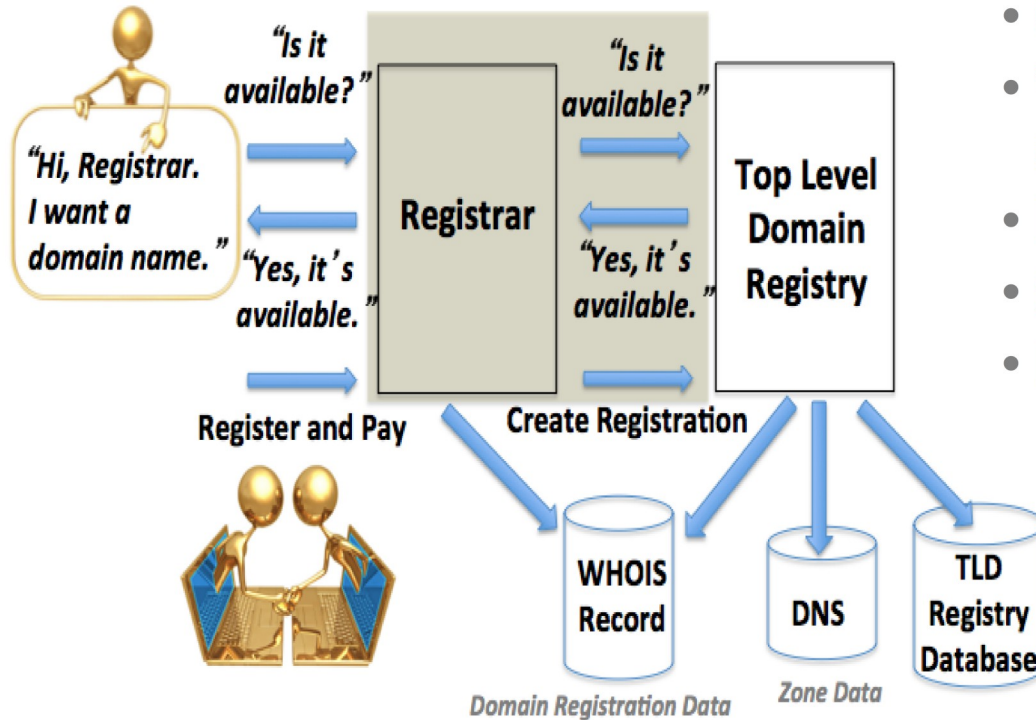 “Hi, Registrar.
I want a
domain name.”
“Is it
available?”
“Yes, it’s
available.”
Register and Pay
Registrar
“Is it
available?”
“Yes, it’s
available.”
Create Registration
Top Level
Domain
Registry
WHOIS
Record
Domain Registration Data
DNS
Zone Data
TLD
Registry
Database